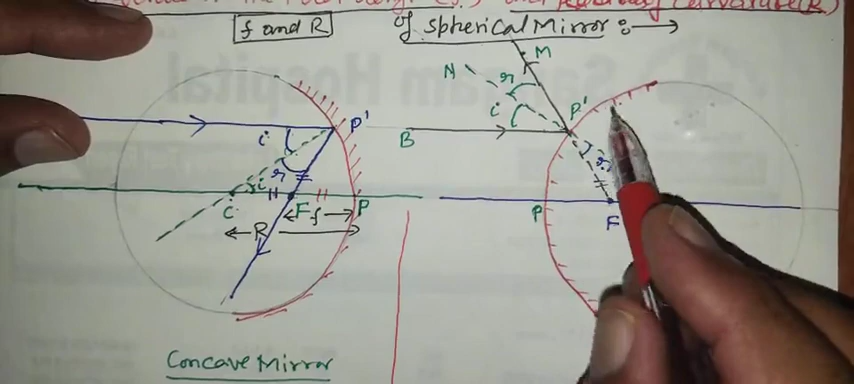 f and R of Spherical Mirror :
M
N
r
P'
i
B
i
P'
r
i
r
C
F
f
P
P
F
R
Concave Mirror